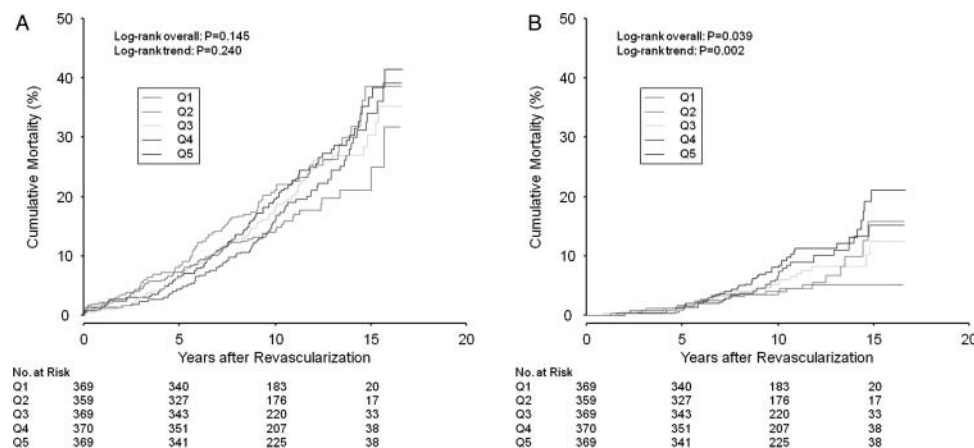 A
50
Log-rank overall: P=0.145
Log-rank trend: P=0.240
40
Q1
Q2
Q3
Q4
Q5
30
20
10
0
Cumulative Mortality (%)
0 5 10 15 20
Years after Revascularization
No. at Risk
Q1 369 340 183 20
Q2 359 327 176 17
Q3 369 343 220 33
Q4 370 351 207 38
Q5 369 341 225 38
B
50
Log-rank overall: P=0.039
Log-rank trend: P=0.002
40
Q1
Q2
Q3
Q4
Q5
30
20
10
0
Cumulative Mortality (%)
0 5 10 15 20
Years after Revascularization
No. at Risk
Q1 369 340 183 20
Q2 359 327 176 17
Q3 369 343 220 33
Q4 370 351 207 38
Q5 369 341 225 38